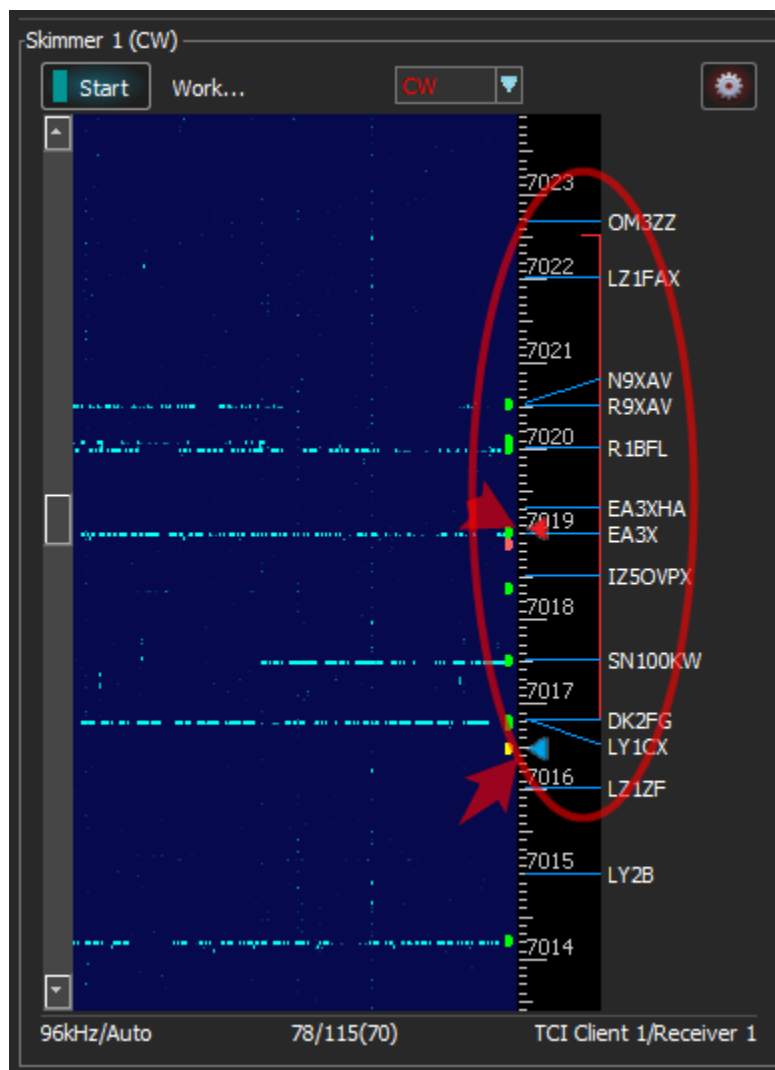 Skimmer 1 (CW)
Start Work... CW
7023
OM3ZZ
7022
LZ1FAX
7021
N9XAV
R9XAV
7020
R1BFL
EA3XHA
7019
EA3X
IZ5OVPX
7018
SN100KW
7017
DK2FG
LY1CX
7016
LZ1ZF
7015
LY2B
7014
96kHz/Auto 78/115(70) TCI Client 1/Receiver 1